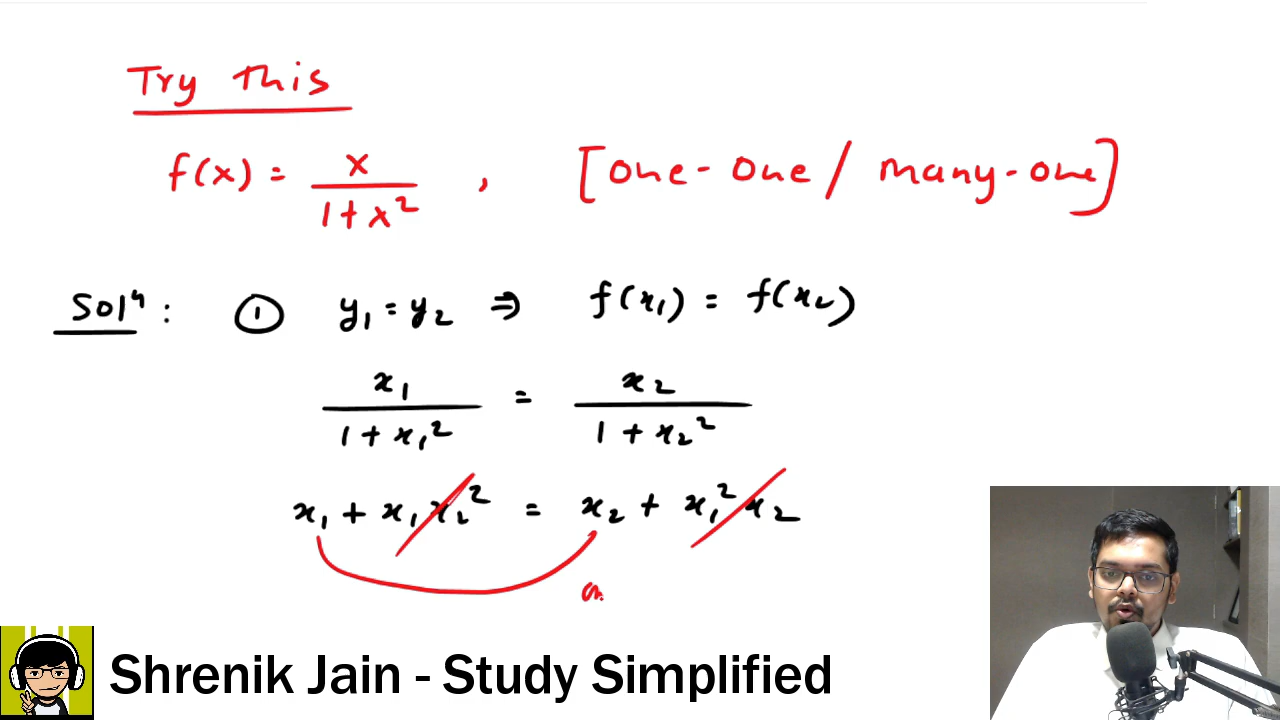 Try this
f(x) = x / 1+x² , [one-one / many-one]
Solⁿ : ① y₁ = y₂ ⇒ f(x₁) = f(x₂)
x₁ / 1 + x₁² = x₂ / 1 + x₂²
x₁ + x₁x₂² = x₂ + x₁²x₂
Shrenik Jain - Study Simplified